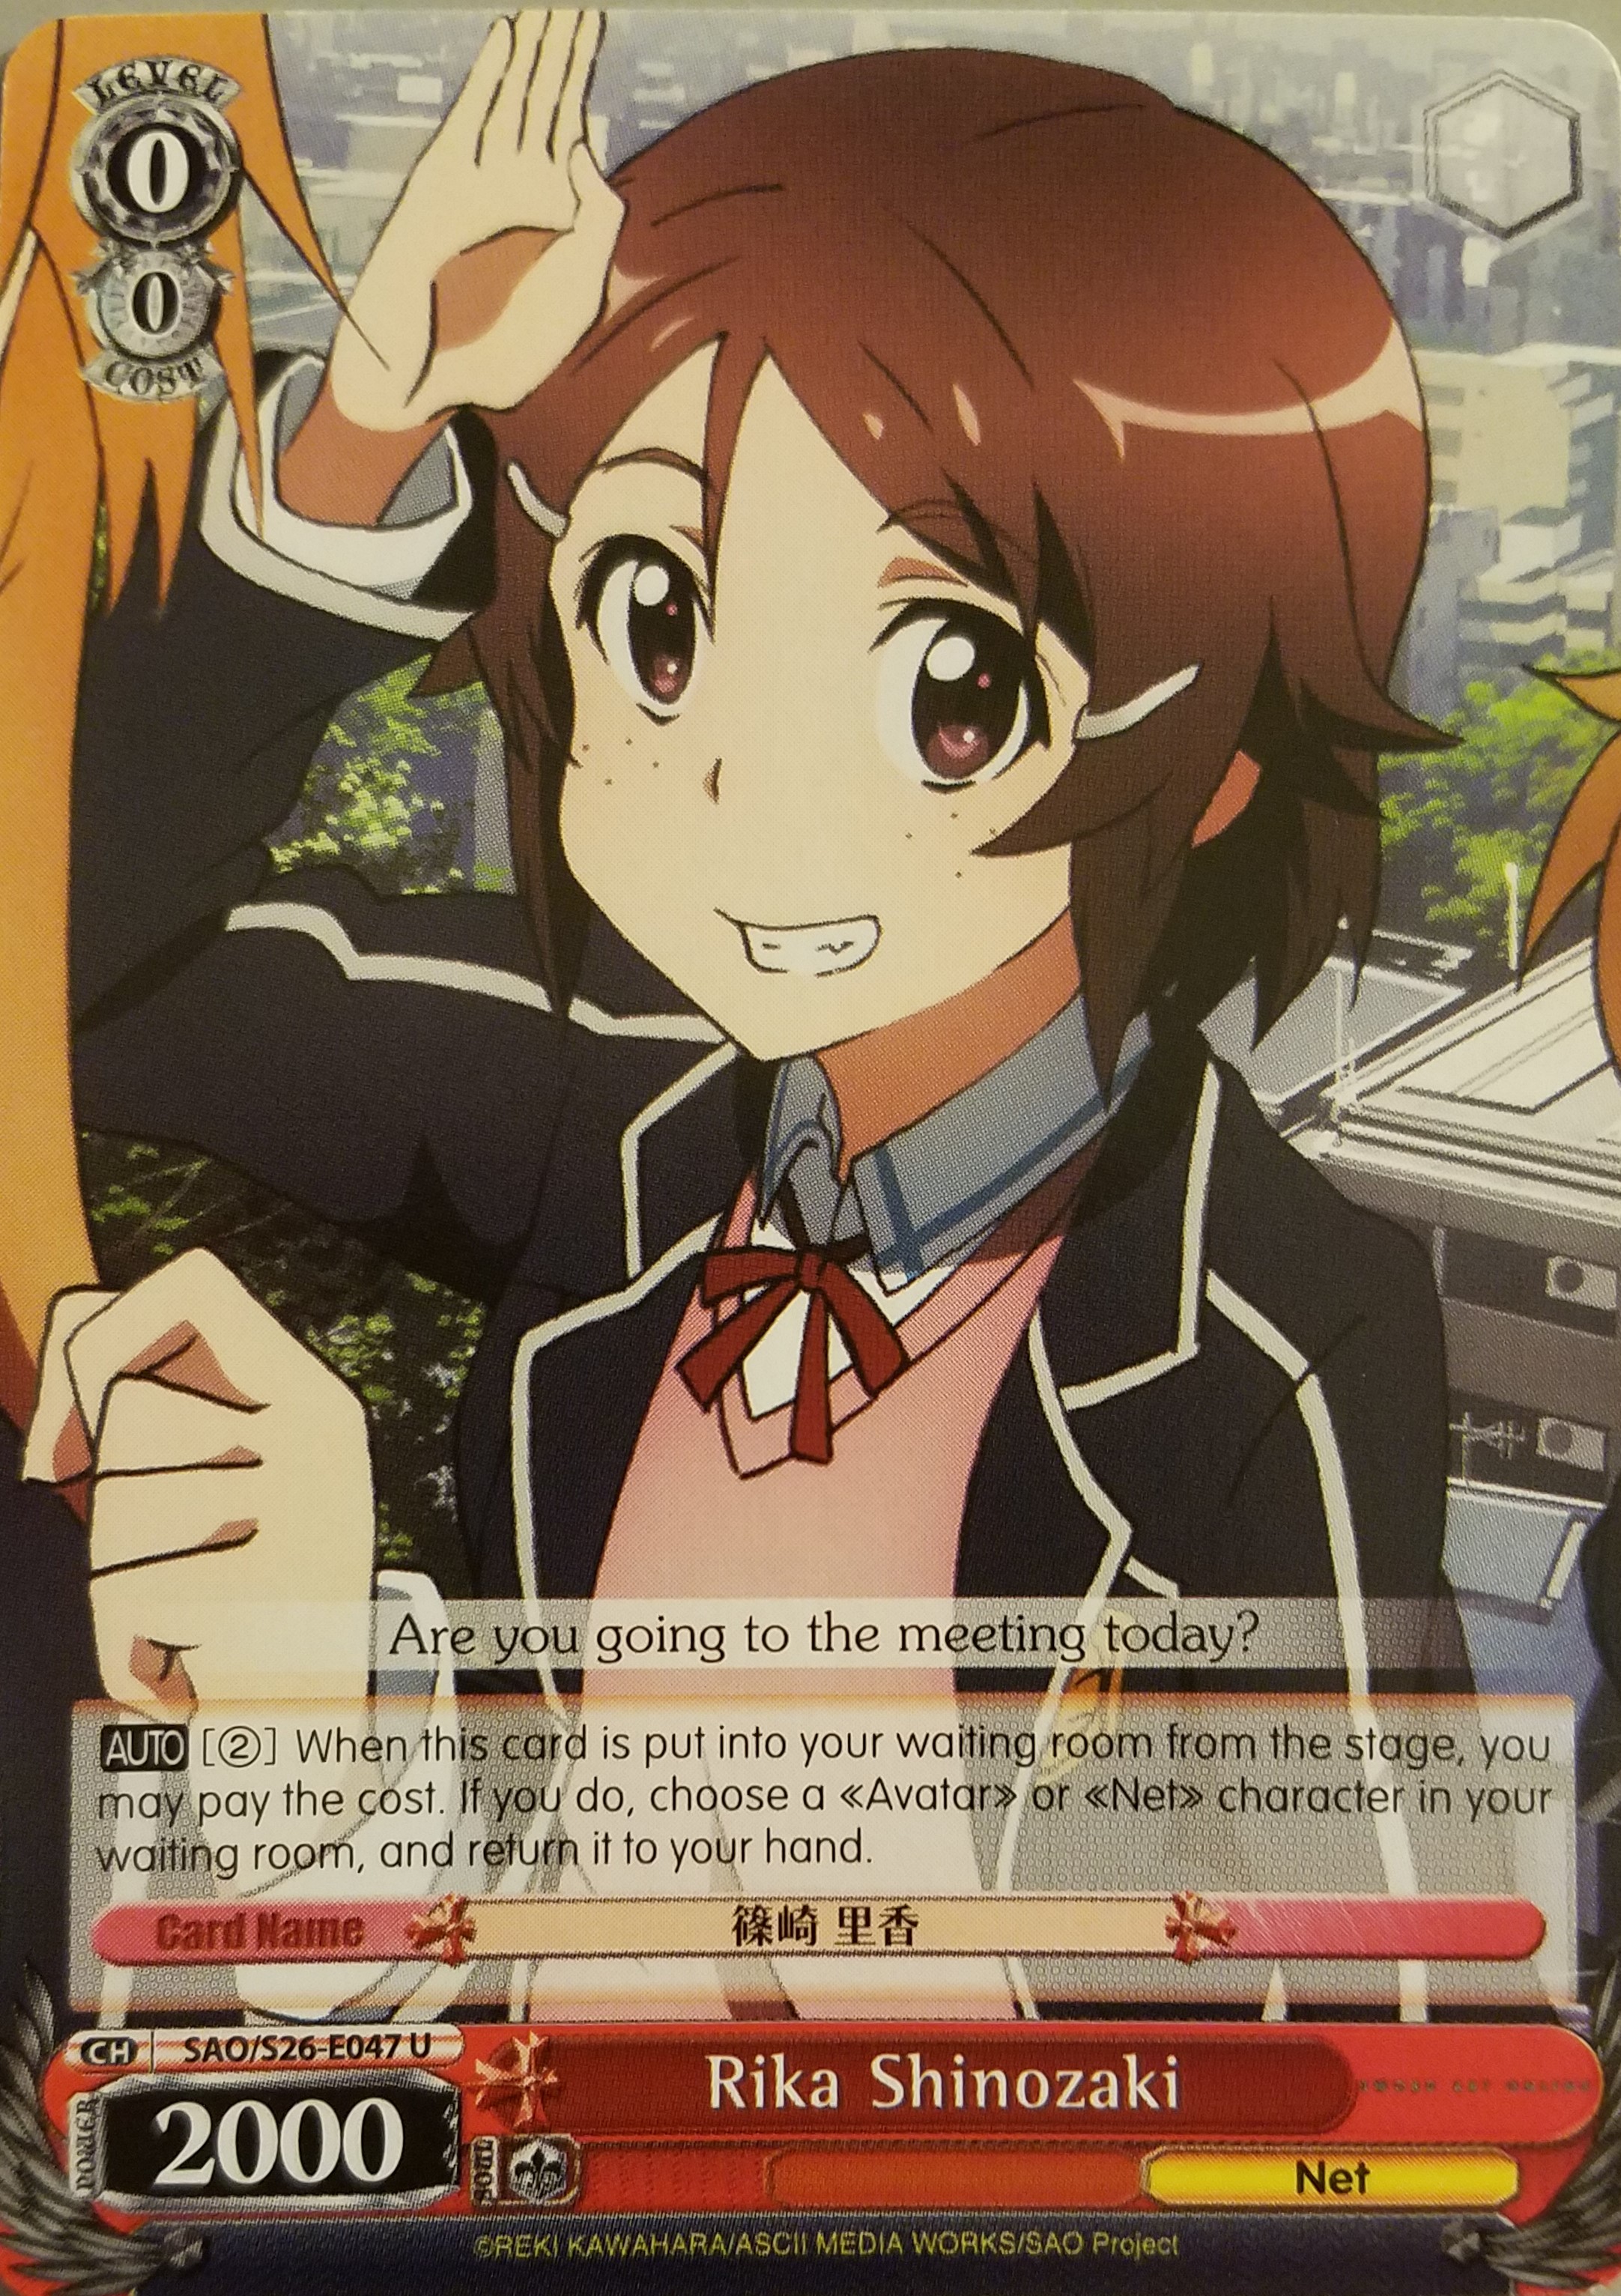 LEVEL
0
0
COST
Are you going to the meeting today?
AUTO [②] When this card is put into your waiting room from the stage, you
may pay the cost. If you do, choose a «Avatar» or «Net» character in your
waiting room, and return it to your hand.
Card Name 篠崎 里香
CH SAO/S26-E047 U
Rika Shinozaki
POWER 2000
SOUL
Net
©REKI KAWAHARA/ASCII MEDIA WORKS/SAO Project